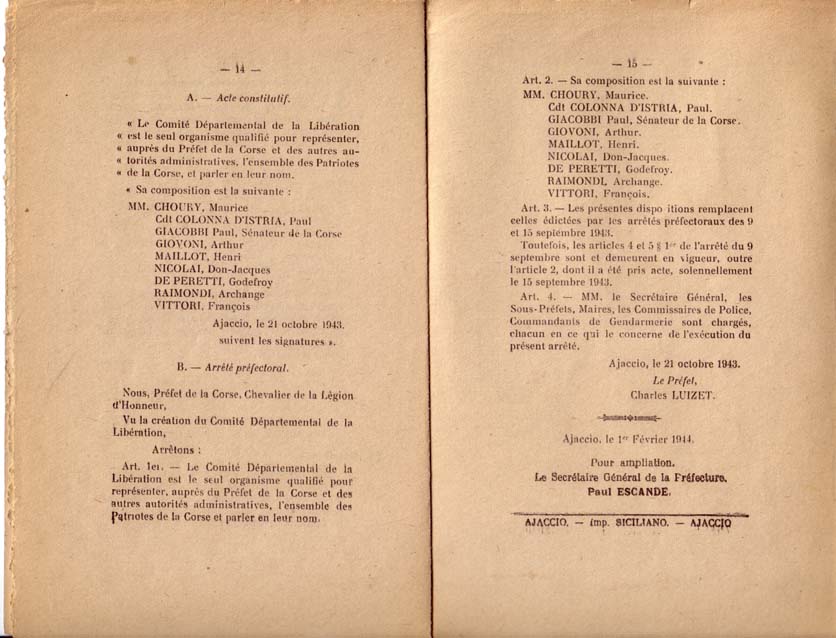 — 14 —
A. — Acte constitutif.
« Le Comité Départemental de la Libération
« est le seul organisme qualifié pour représenter,
« auprès du Préfet de la Corse et des autres au-
« torités administratives, l'ensemble des Patriotes
« de la Corse, et parler en leur nom.
« Sa composition est la suivante :
MM. CHOURY, Maurice
Cdt COLONNA D'ISTRIA, Paul
GIACOBBI Paul, Sénateur de la Corse
GIOVONI, Arthur
MAILLOT, Henri
NICOLAI, Don-Jacques
DE PERETTI, Godefroy
RAIMONDI, Archange
VITTORI, François
Ajaccio, le 21 octobre 1943.
suivent les signatures ».
B. — Arrêté préfectoral.
Nous, Préfet de la Corse, Chevalier de la Légion
d'Honneur,
Vu la création du Comité Départemental de la
Libération,
Arrêtons :
Art. 1er. — Le Comité Départemental de la
Libération est le seul organisme qualifié pour
représenter, auprès du Préfet de la Corse et des
autres autorités administratives, l'ensemble des
Patriotes de la Corse et parler en leur nom.
— 15 —
Art. 2. — Sa composition est la suivante :
MM. CHOURY, Maurice.
Cdt COLONNA D'ISTRIA, Paul.
GIACOBBI Paul, Sénateur de la Corse.
GIOVONI, Arthur.
MAILLOT, Henri.
NICOLAI, Don-Jacques.
DE PERETTI, Godefroy.
RAIMONDI, Archange.
VITTORI, François.
Art. 3. — Les présentes dispo itions remplacent
celles édictées par les arrêtés préfectoraux des 9
et 15 septembre 1943.
Toutefois, les articles 4 et 5 § 1er de l'arrêté du 9
septembre sont et demeurent en vigueur, outre
l'article 2, dont il a été pris acte, solennellement
le 15 septembre 1943.
Art. 4. — MM. le Secrétaire Général, les
Sous-Préfets, Maires, les Commissaires de Police,
Commandants de Gendarmerie sont chargés,
chacun en ce qui le concerne de l'exécution du
présent arrêté.
Ajaccio, le 21 octobre 1943.
Le Préfet,
Charles LUIZET.
Ajaccio, le 1er Février 1944.
Pour ampliation.
Le Secrétaire Général de la Préfecture.
Paul ESCANDE.
AJACCIO. — imp. SICILIANO. — AJACCIO